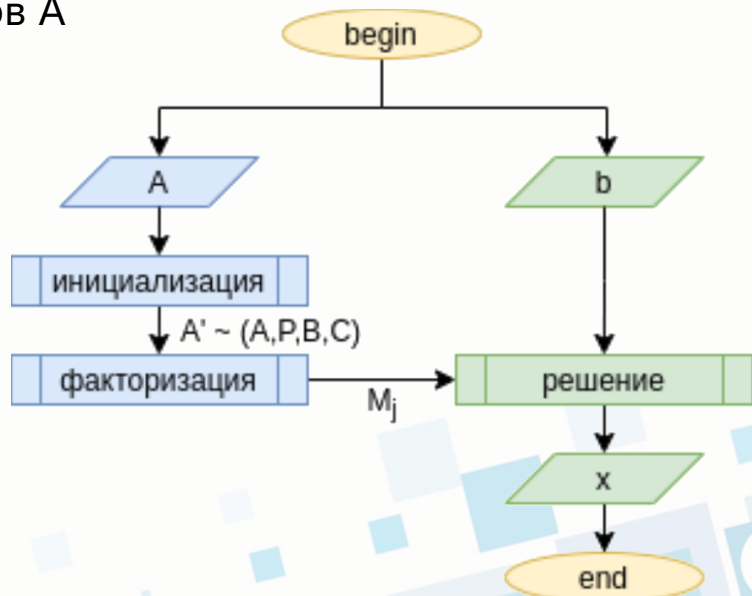 ов А
begin
A
b
инициализация
A' ~ (A,P,B,C)
факторизация
решение
Mj
x
end